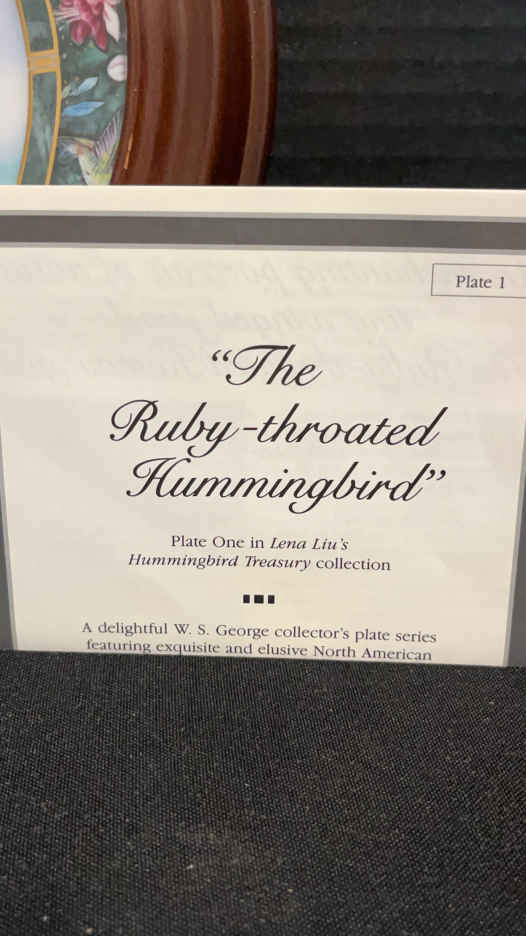 Plate 1
“The
Ruby-throated
Hummingbird”
Plate One in Lena Liu's
Hummingbird Treasury collection
A delightful W. S. George collector's plate series
featuring exquisite and elusive North American